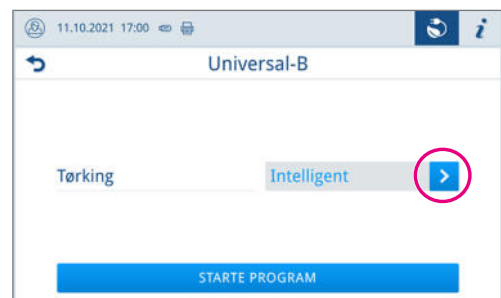 11.10.2021 17:00
Universal-B
Tørking Intelligent
STARTE PROGRAM